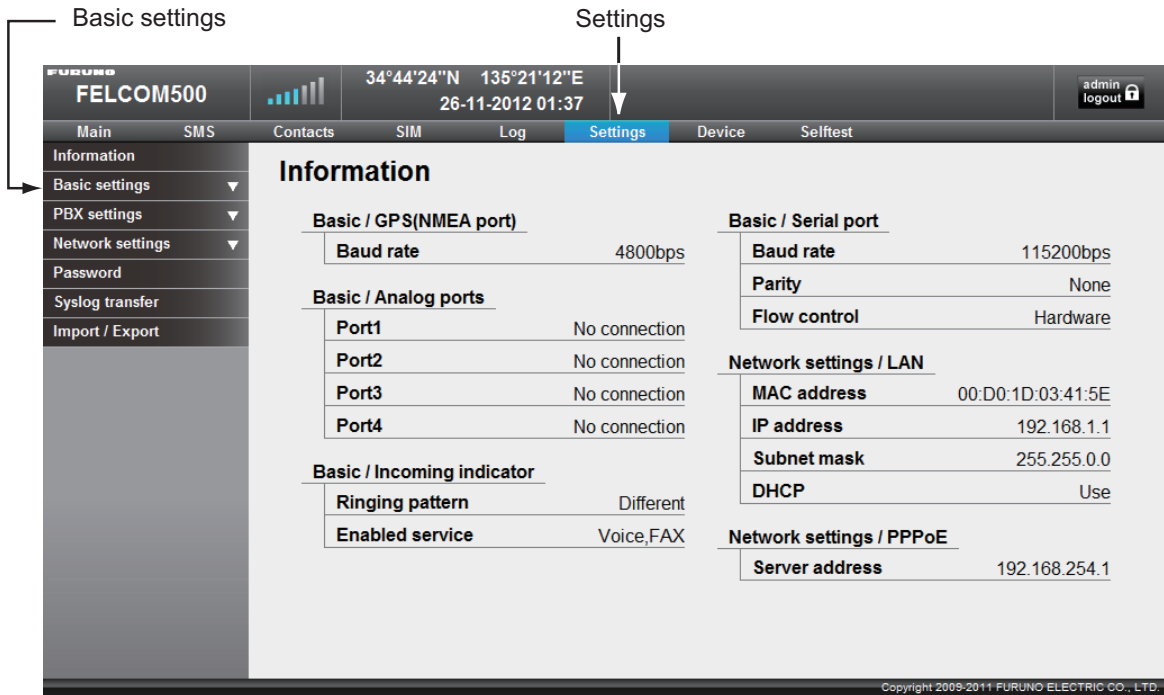 Basic settings
Settings
FURUNO
FELCOM500
34°44'24"N 135°21'12"E
26-11-2012 01:37
admin
logout
Main SMS Contacts SIM Log Settings Device Selftest
Information
Basic settings
PBX settings
Network settings
Password
Syslog transfer
Import / Export
Information
Basic / GPS(NMEA port)
Baud rate 4800bps
Basic / Analog ports
Port1 No connection
Port2 No connection
Port3 No connection
Port4 No connection
Basic / Incoming indicator
Ringing pattern Different
Enabled service Voice,FAX
Basic / Serial port
Baud rate 115200bps
Parity None
Flow control Hardware
Network settings / LAN
MAC address 00:D0:1D:03:41:5E
IP address 192.168.1.1
Subnet mask 255.255.0.0
DHCP Use
Network settings / PPPoE
Server address 192.168.254.1
Copyright 2009-2011 FURUNO ELECTRIC CO., LTD.